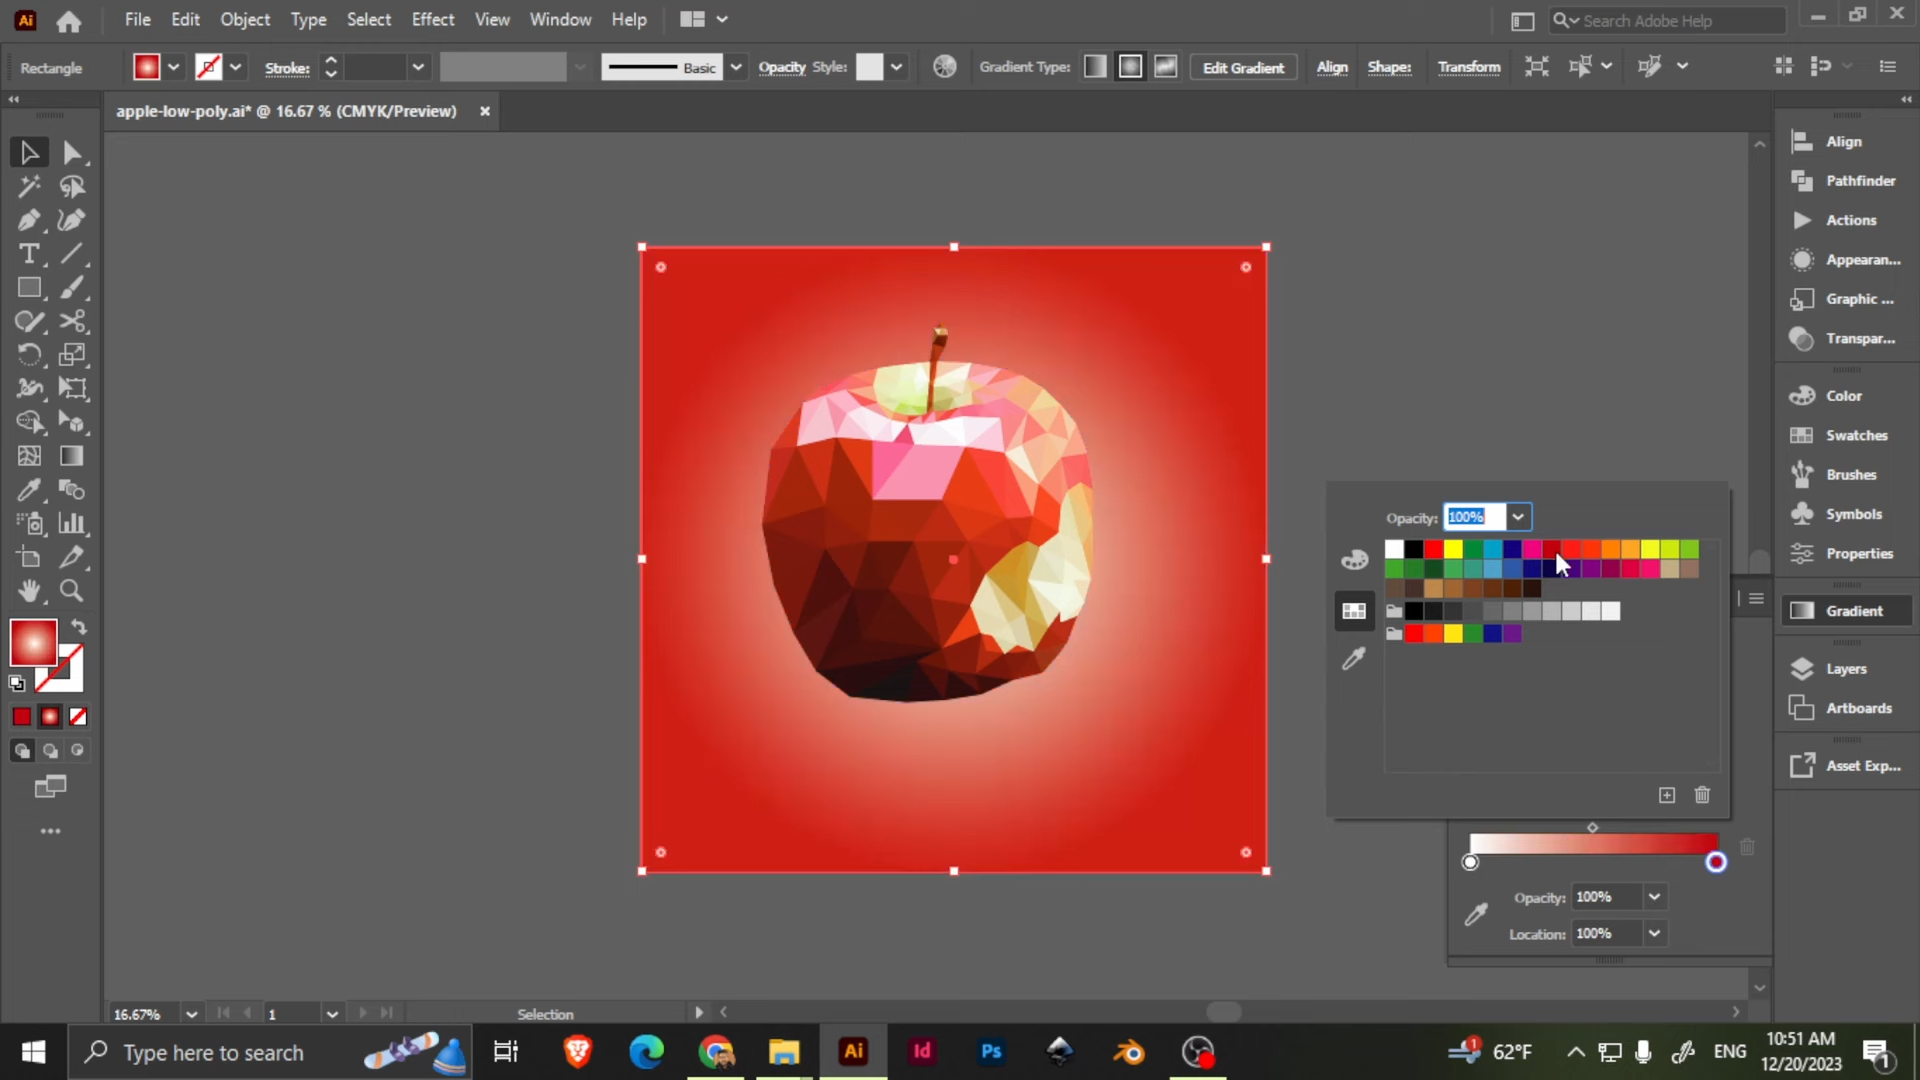 Ai File Edit Object Type Select Effect View Window Help Search Adobe Help
Rectangle Stroke: Basic Opacity Style: Gradient Type: Edit Gradient Align Shape: Transform
apple-low-poly.ai* @ 16.67 % (CMYK/Preview)
Align
Pathfinder
Actions
Appearan...
Graphic ...
Transpar...
Color
Swatches
Brushes
Symbols
Properties
Gradient
Layers
Artboards
Asset Exp...
Opacity: 100%
Opacity: 100%
Location: 100%
16.67% 1 Selection
Type here to search Ai Id Ps 1 62°F ENG 10:51 AM
12/20/2023 1